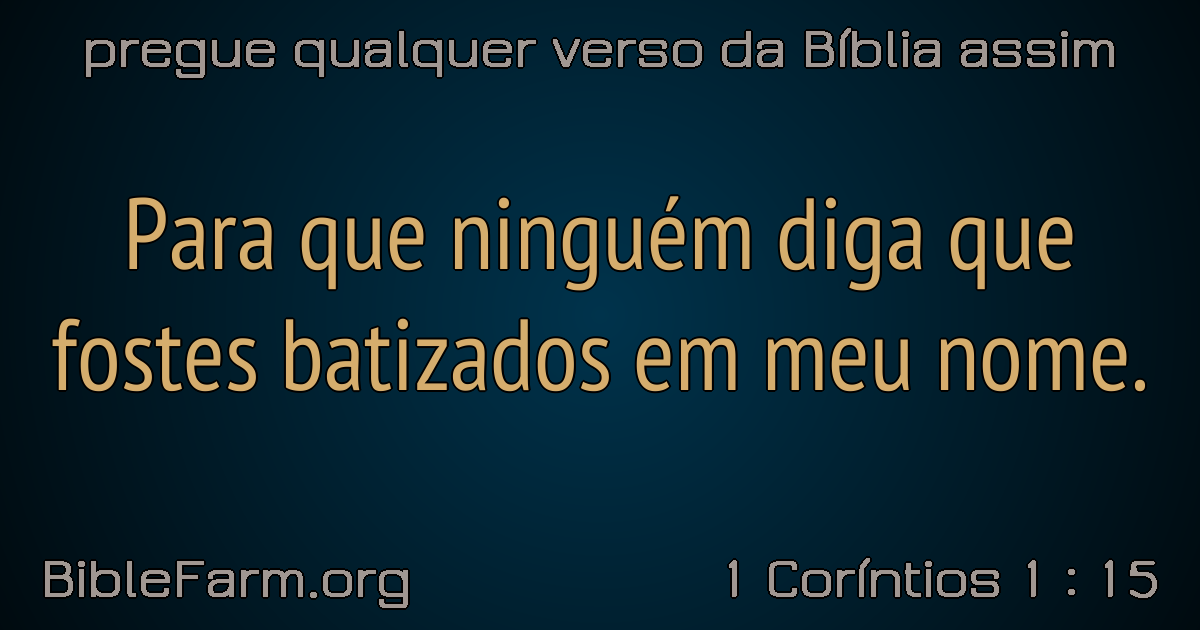 pregue qualquer verso da Bíblia assim
Para que ninguém diga que
fostes batizados em meu nome.
BibleFarm.org
1 Coríntios 1 : 15